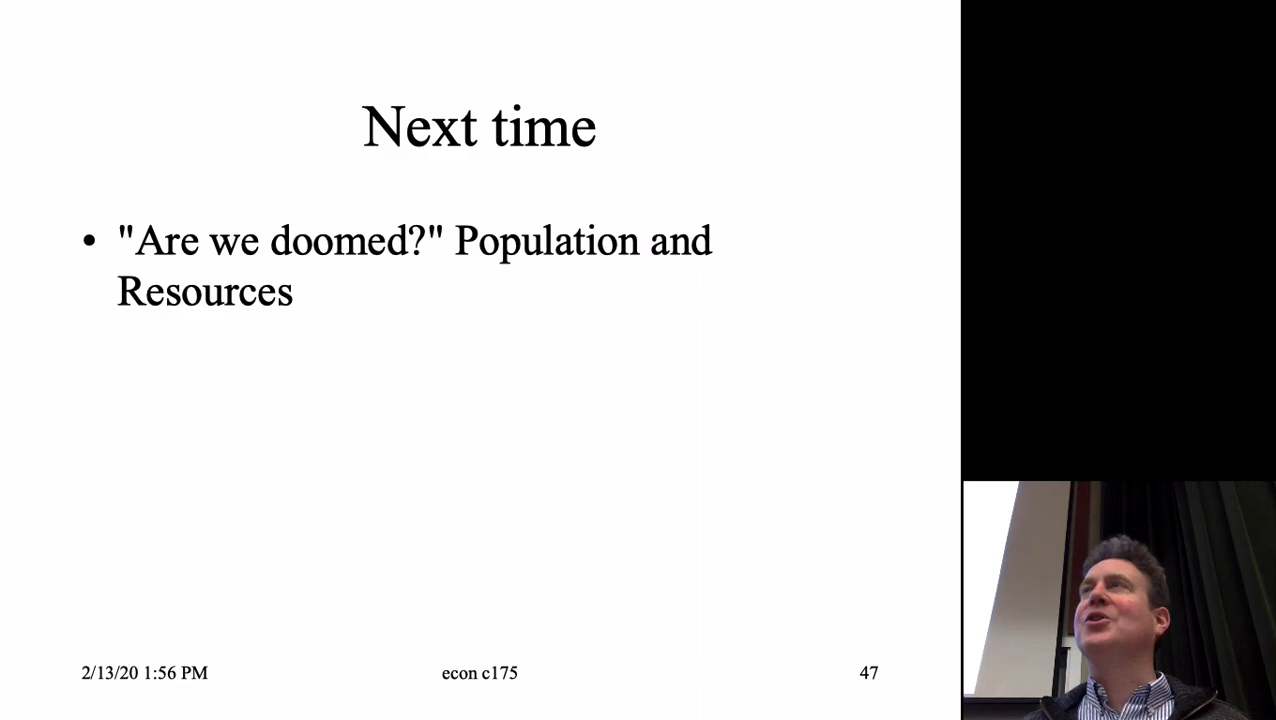 Next time
• "Are we doomed?" Population and
Resources
2/13/20 1:56 PM econ c175 47